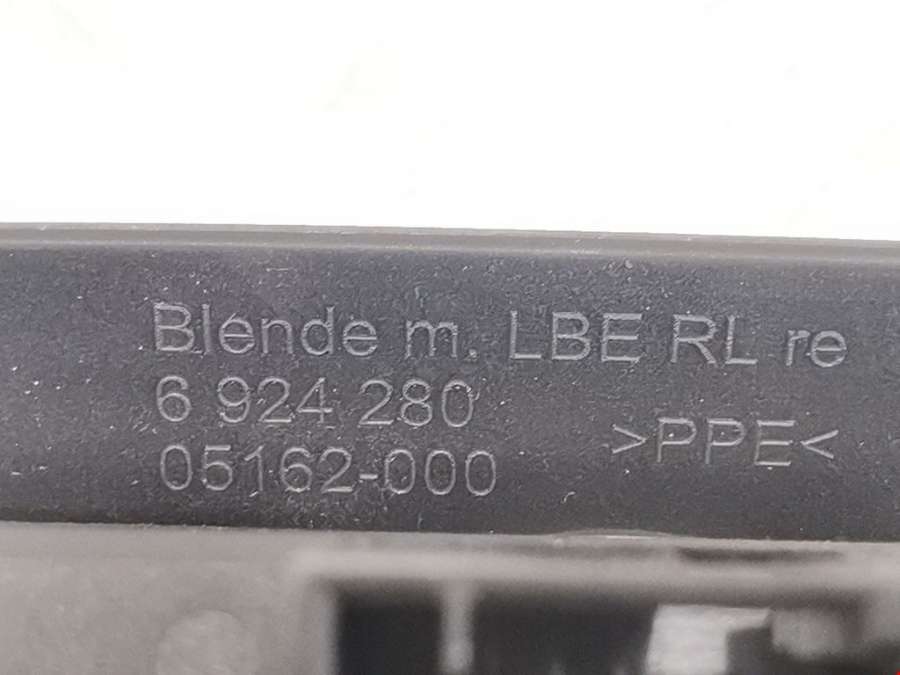 Blende m. LBE RL re
6 924 280
>PPE<
05162-000